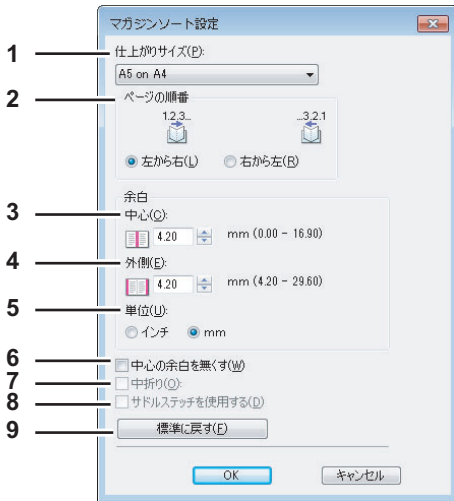 マガジンソート設定
1
仕上がりサイズ(P):
A5 on A4
2
ページの順番
1,2,3... ...3,2,1
左から右(L) 右から左(R)
余白
3
中心(C):
4.20 mm (0.00 - 16.90)
4
外側(E):
4.20 mm (4.20 - 29.60)
5
単位(U):
インチ mm
6 中心の余白を無くす(W)
7 中折り(O):
8 サドルステッチを使用する(D)
9 標準に戻す(F)
OK キャンセル